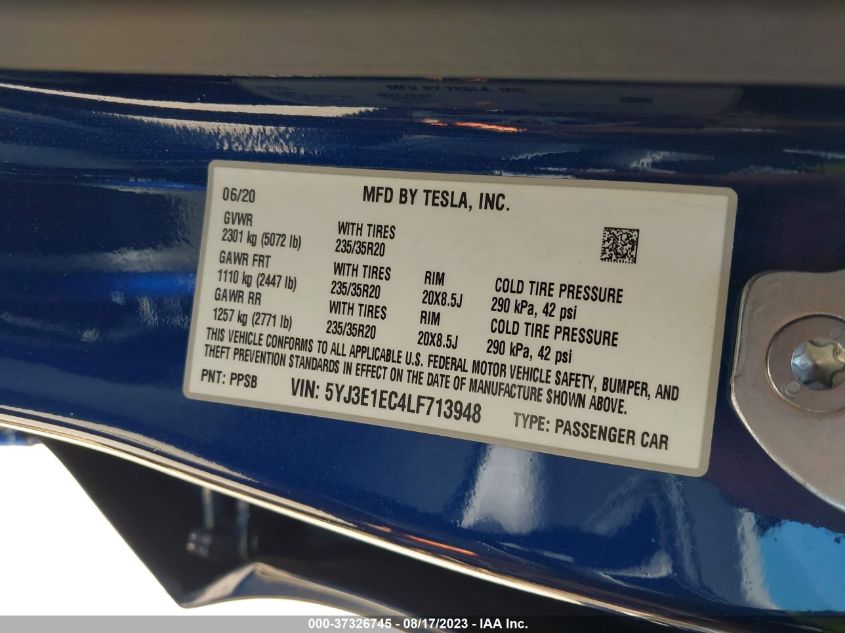 MFD BY TESLA, INC.
06/20 MFD BY TESLA, INC.
GVWR
2301 kg (5072 lb)
WITH TIRES
235/35R20
GAWR FRT
1110 kg (2447 lb)
WITH TIRES
235/35R20
RIM
20X8.5J
COLD TIRE PRESSURE
290 kPa, 42 psi
GAWR RR
1257 kg (2771 lb)
WITH TIRES
235/35R20
RIM
20X8.5J
COLD TIRE PRESSURE
290 kPa, 42 psi
THIS VEHICLE CONFORMS TO ALL APPLICABLE U.S. FEDERAL MOTOR VEHICLE SAFETY, BUMPER, AND
THEFT PREVENTION STANDARDS IN EFFECT ON THE DATE OF MANUFACTURE SHOWN ABOVE.
PNT: PPSB VIN: 5YJ3E1EC4LF713948 TYPE: PASSENGER CAR
000-37326745 - 08/17/2023 - IAA Inc.